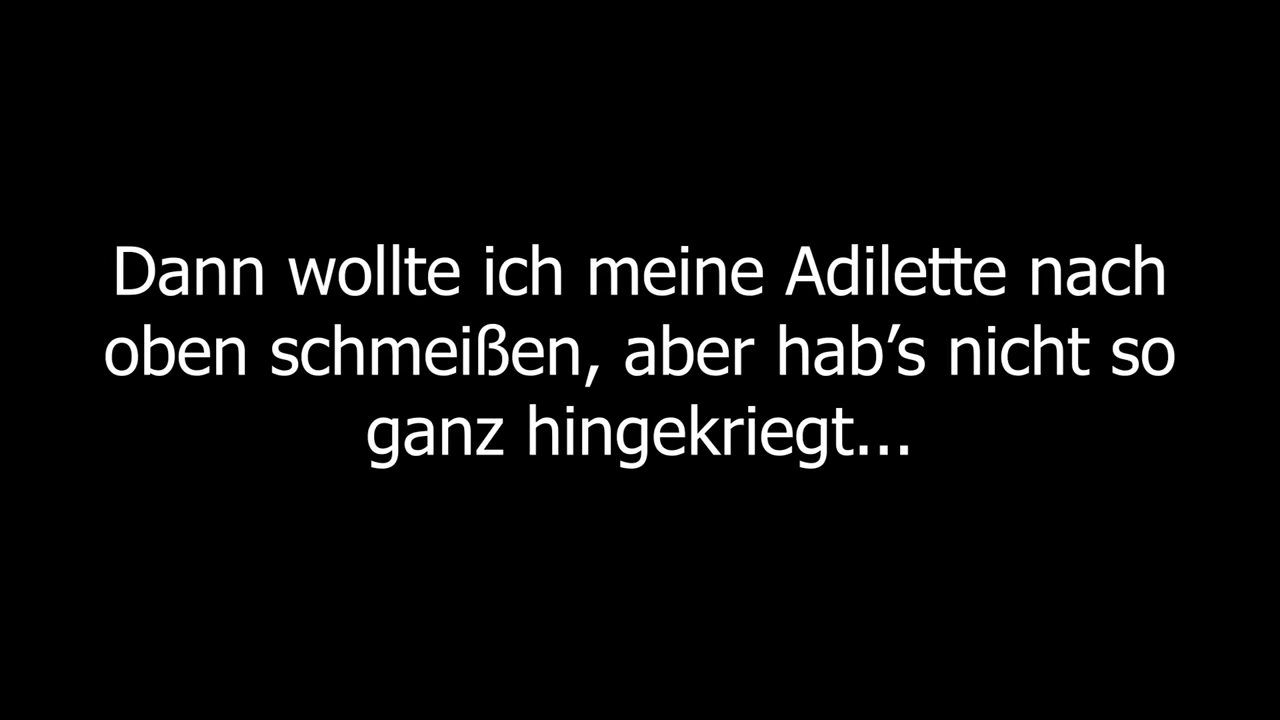 Dann wollte ich meine Adilette nach
oben schmeißen, aber hab’s nicht so
ganz hingekriegt...